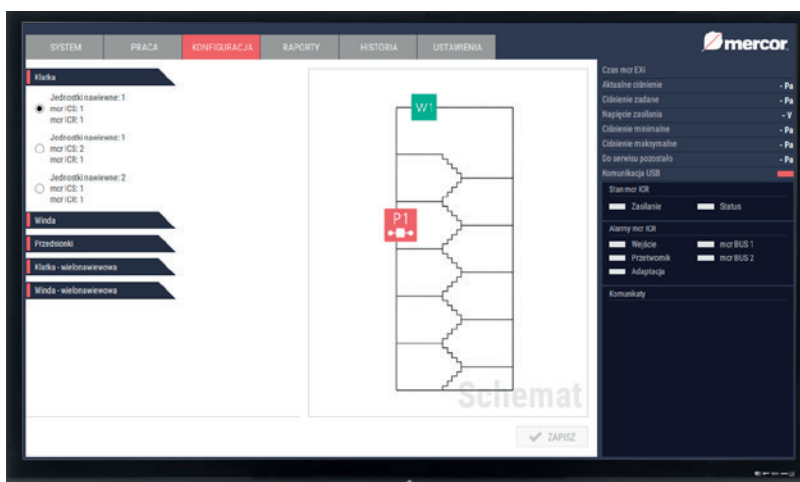 SYSTEM PRACA KONFIGURACJA RAPORTY HISTORIA USTAWIENIA
mercor
Klatka
Jednostki nawiewne: 1
mcr ICS: 1
mcr ICR: 1
Jednostki nawiewne: 1
mcr ICS: 2
mcr ICR: 1
Jednostki nawiewne: 2
mcr ICS: 1
mcr ICR: 1
Winda
Przedsionki
Klatka - wielonawiewowa
Winda - wielonawiewowa
W1
P1
Schemat
ZAPISZ
Czas mcr EXi
Aktualne ciśnienie - Pa
Ciśnienie zadane - Pa
Napięcie zasilania - V
Ciśnienie minimalne - Pa
Ciśnienie maksymalne - Pa
Do serwisu pozostało - Pa
Komunikacja USB
Stan mcr ICR
Zasilanie Status
Alarmy mcr ICR
Wejście mcr BUS 1
Przetwornik mcr BUS 2
Adaptacja
Komunikaty